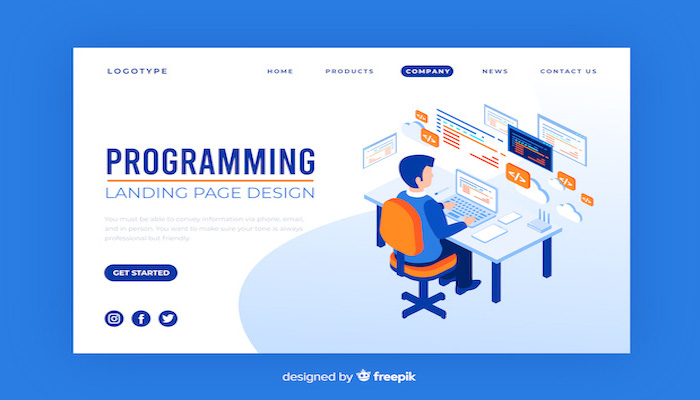 LOGOTYPE
HOME
PRODUCTS
COMPANY
NEWS
CONTACT US
PROGRAMMING
LANDING PAGE DESIGN
You must be able to convey information via phone, email,
and in person. You want to make sure your tone is always
professional but friendly.
GET STARTED
</>
</>
</>
</>
</>
designed by freepik